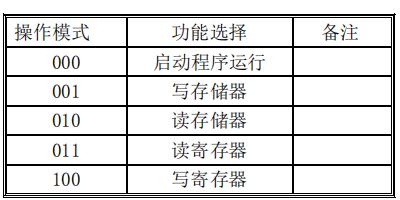 操作模式 功能选择 备注
000 启动程序运行
001 写存储器
010 读存储器
011 读寄存器
100 写寄存器